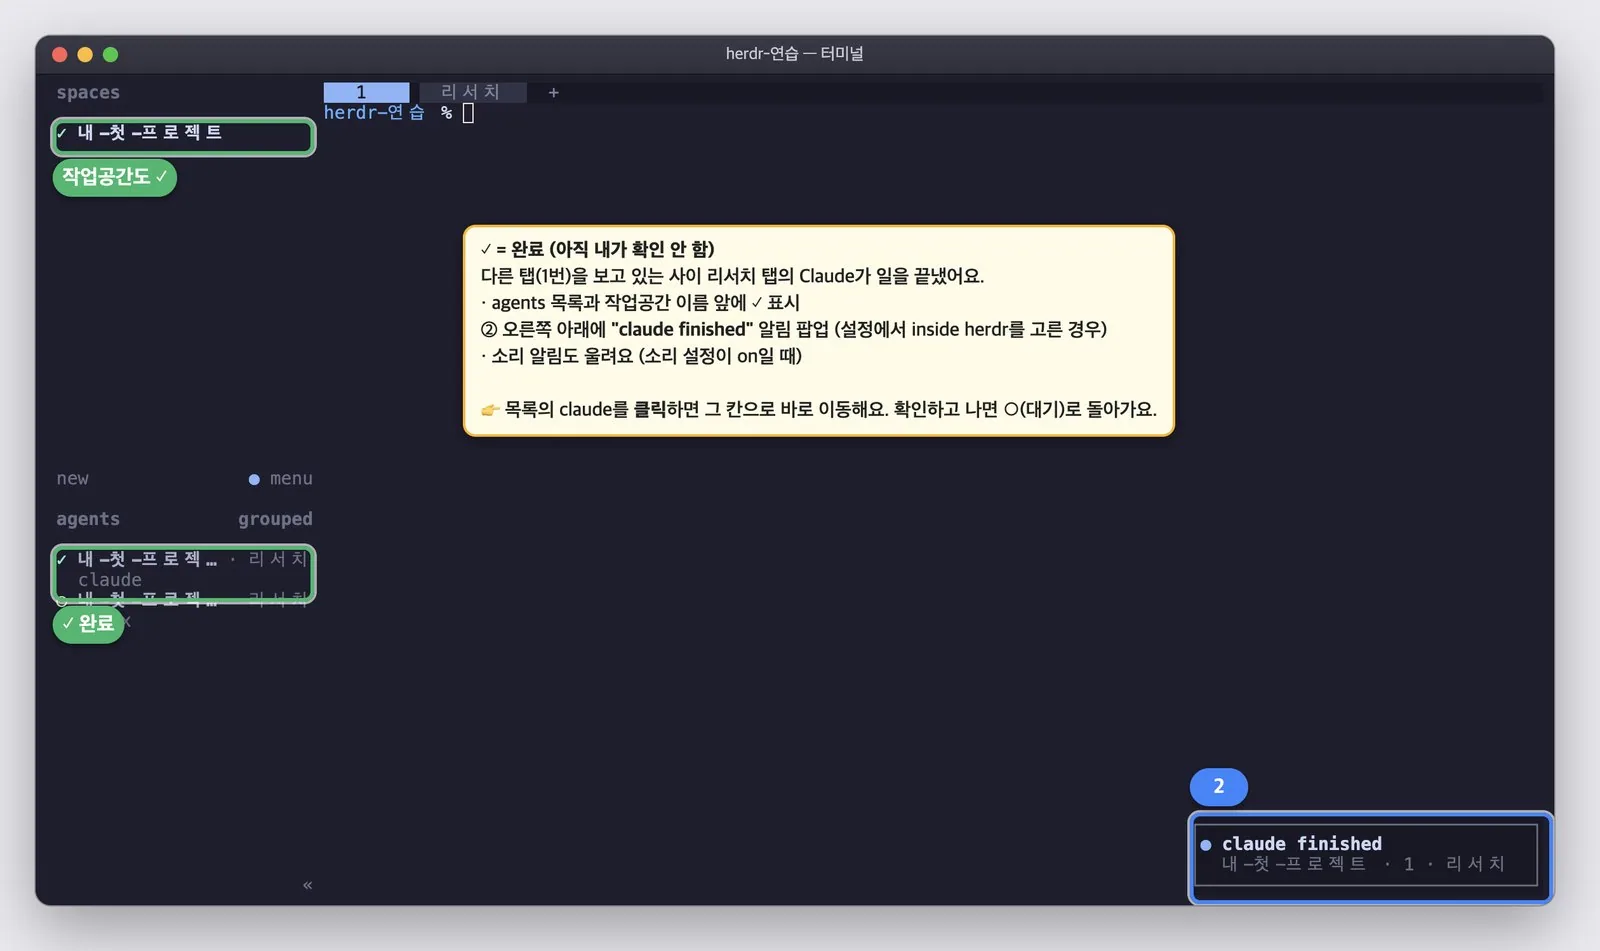 herdr-연습 — 터미널
spaces
1 리서치 +
herdr-연습 %
✓ 내-첫-프로젝트
작업공간도 ✓
✓ = 완료 (아직 내가 확인 안 함)
다른 탭(1번)을 보고 있는 사이 리서치 탭의 Claude가 일을 끝냈어요.
· agents 목록과 작업공간 이름 앞에 ✓ 표시
② 오른쪽 아래에 "claude finished" 알림 팝업 (설정에서 inside herdr를 고른 경우)
· 소리 알림도 울려요 (소리 설정이 on일 때)
👉 목록의 claude를 클릭하면 그 칸으로 바로 이동해요. 확인하고 나면 ○(대기)로 돌아가요.
new ● menu
agents grouped
✓ 내-첫-프로젝… · 리서치
claude
○ 내-첫-프로젝… · 리서치
✓ 완료
2
● claude finished
내-첫-프로젝트 · 1 · 리서치
«